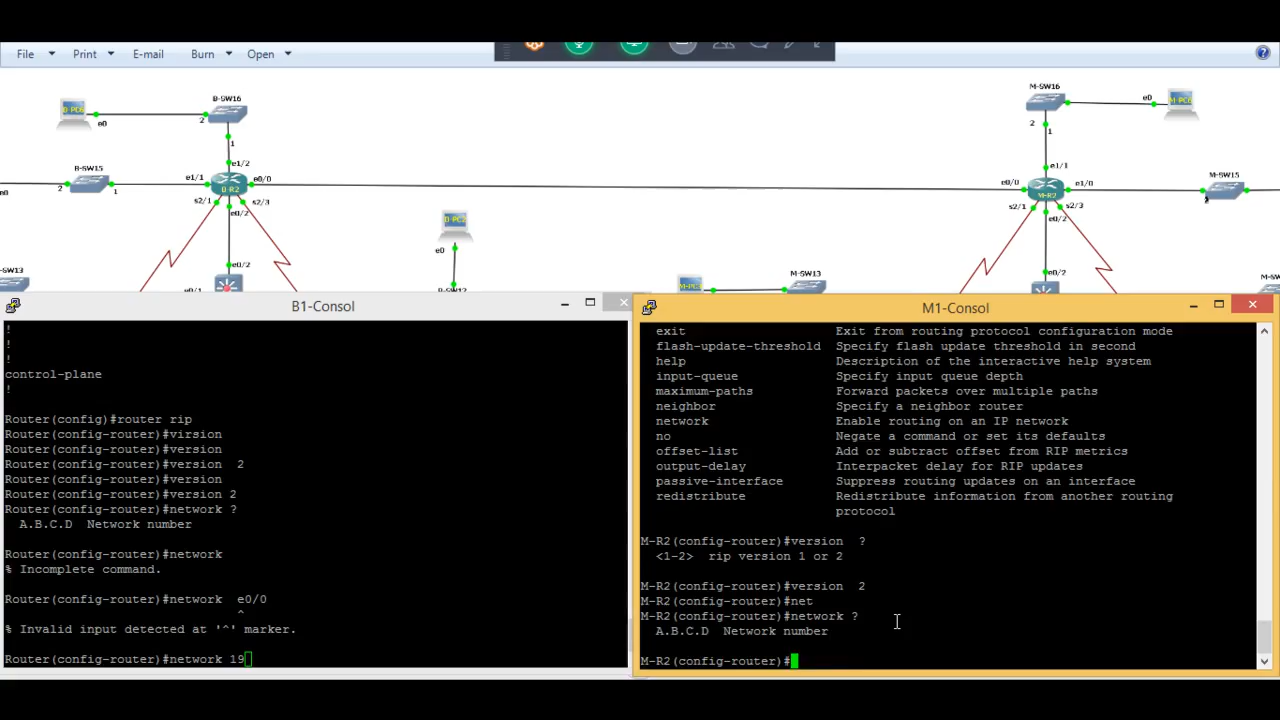 File Print E-mail Burn Open
B-SW16
M-SW16
e0
2
e0
2
1
1
e1/2
e1/1
B-SW15
e1/1
e0/0
M-SW15
e0/0
e1/0
2
1
M-R2
s2/1
s2/3
e0/2
s2/1
s2/3
e0/2
e0
e0/2
e0/2
-SW13
M-SW13
B1-Consol
!
!
!
control-plane
!
Router(config)#router rip
Router(config-router)#virsion
Router(config-router)#version
Router(config-router)#version  2
Router(config-router)#version
Router(config-router)#version 2
Router(config-router)#network ?
A.B.C.D  Network number
Router(config-router)#network
% Incomplete command.
Router(config-router)#network  e0/0
^
% Invalid input detected at '^' marker.
Router(config-router)#network 19
M1-Consol
exit Exit from routing protocol configuration mode
flash-update-threshold Specify flash update threshold in second
help Description of the interactive help system
input-queue Specify input queue depth
maximum-paths Forward packets over multiple paths
neighbor Specify a neighbor router
network Enable routing on an IP network
no Negate a command or set its defaults
offset-list Add or subtract offset from RIP metrics
output-delay Interpacket delay for RIP updates
passive-interface Suppress routing updates on an interface
redistribute Redistribute information from another routing
protocol
M-R2(config-router)#version  ?
<1-2>  rip version 1 or 2
M-R2(config-router)#version  2
M-R2(config-router)#net
M-R2(config-router)#network ?
A.B.C.D  Network number
M-R2(config-router)#